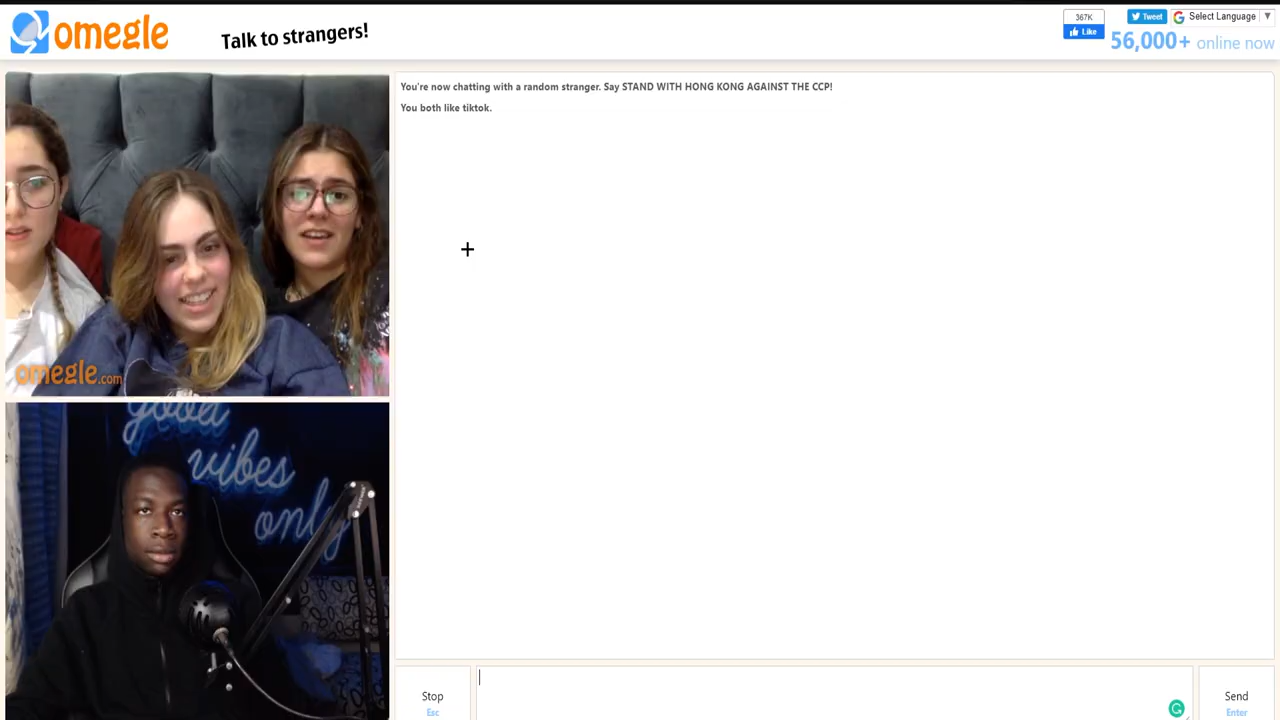 omegle
Talk to strangers!
367K
Like
Tweet
Select Language
56,000+ online now
You're now chatting with a random stranger. Say STAND WITH HONG KONG AGAINST THE CCP!
You both like tiktok.
omegle.com
good
vibes
only
Stop
Esc
Send
Enter